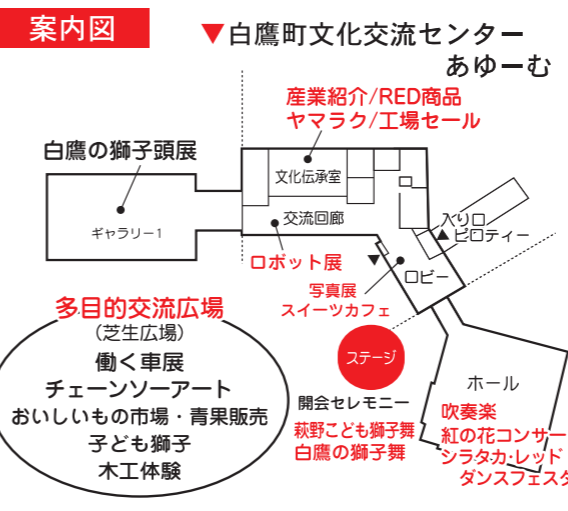 案内図
▼白鷹町文化交流センター
あゆーむ
産業紹介/RED商品
ヤマラク/工場セール
白鷹の獅子頭展
文化伝承室
ギャラリー1
交流回廊
入り口
▲ピロティー
ロボット展
▼
ロビー
写真展
スイーツカフェ
多目的交流広場
(芝生広場)
働く車展
チェーンソーアート
おいしいもの市場・青果販売
子ども獅子
木工体験
ステージ
開会セレモニー
萩野こども獅子舞
白鷹の獅子舞
ホール
吹奏楽
紅の花コンサー
シラタカ・レッド
ダンスフェスタ